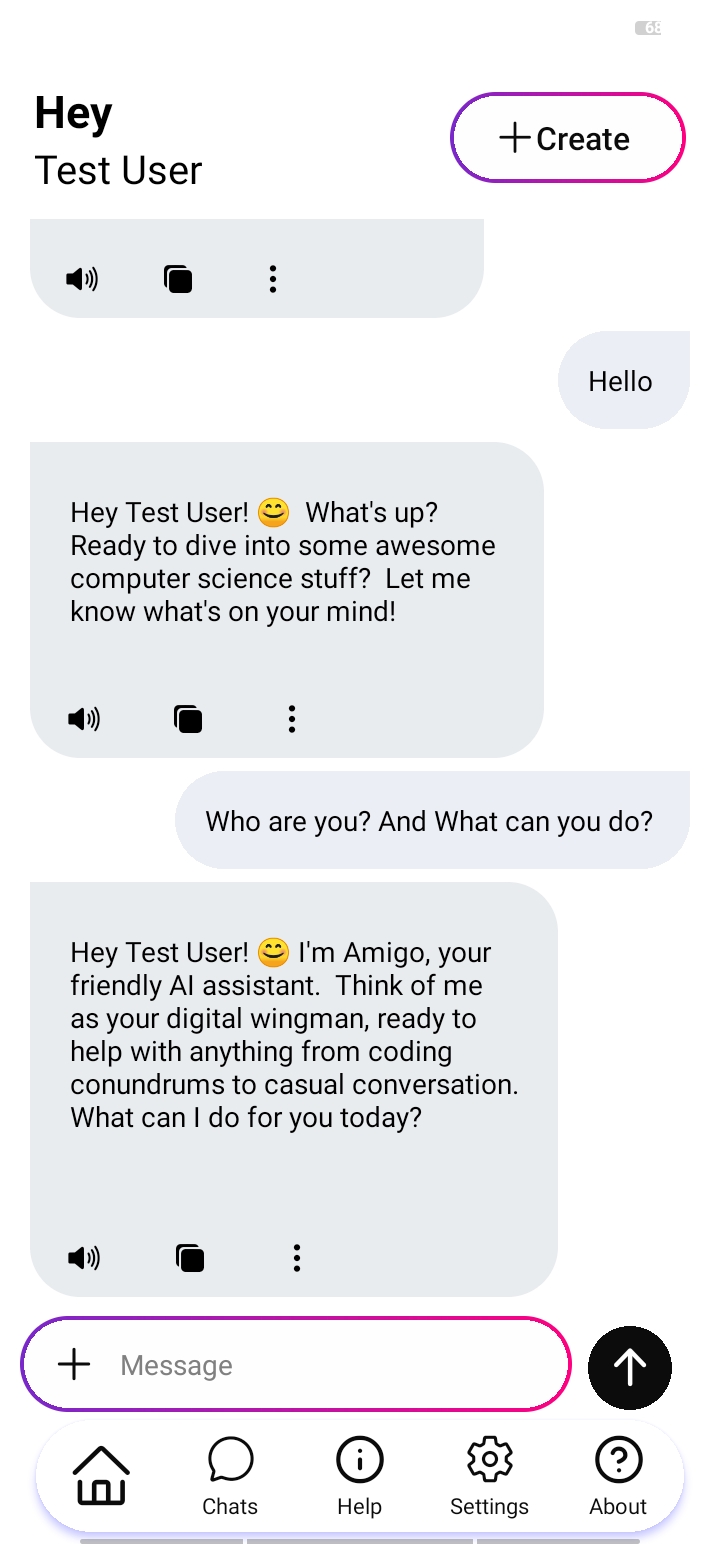 68
Hey
Test User
Create
Hello
Hey Test User! 😊 What's up?
Ready to dive into some awesome
computer science stuff? Let me
know what's on your mind!
Who are you? And What can you do?
Hey Test User! 😊 I'm Amigo, your
friendly AI assistant. Think of me
as your digital wingman, ready to
help with anything from coding
conundrums to casual conversation.
What can I do for you today?
Message
Chats
Help
Settings
About